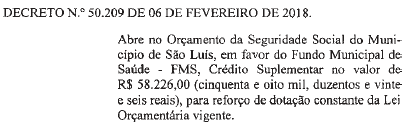 DECRETO N.º 50.209 DE 06 DE FEVEREIRO DE 2018.
Abre no Orçamento da Seguridade Social do Muni-
cípio de São Luís, em favor do Fundo Municipal de
Saúde - FMS, Crédito Suplementar no valor de
R$ 58.226,00 (cinquenta e oito mil, duzentos e vinte
e seis reais), para reforço de dotação constante da Lei
Orçamentária vigente.